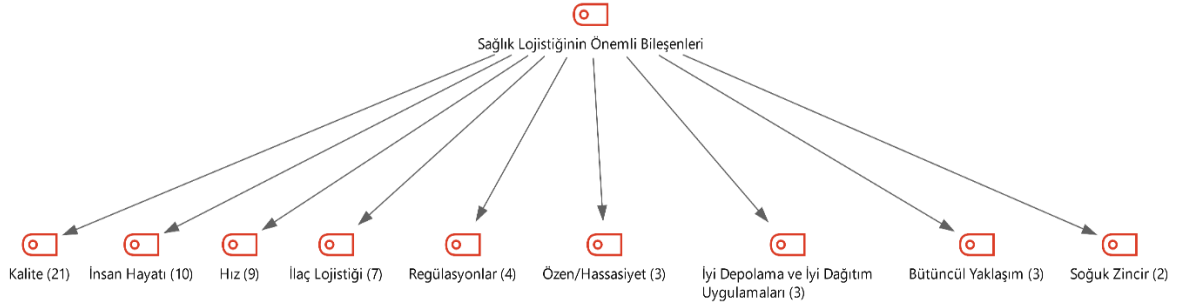 Sağlık Lojistiğinin Önemli Bileşenleri
Kalite (21)
İnsan Hayatı (10)
Hız (9)
İlaç Lojistiği (7)
Regülasyonlar (4)
Özen/Hassasiyet (3)
İyi Depolama ve İyi Dağıtım
Uygulamaları (3)
Bütüncül Yaklaşım (3)
Soğuk Zincir (2)